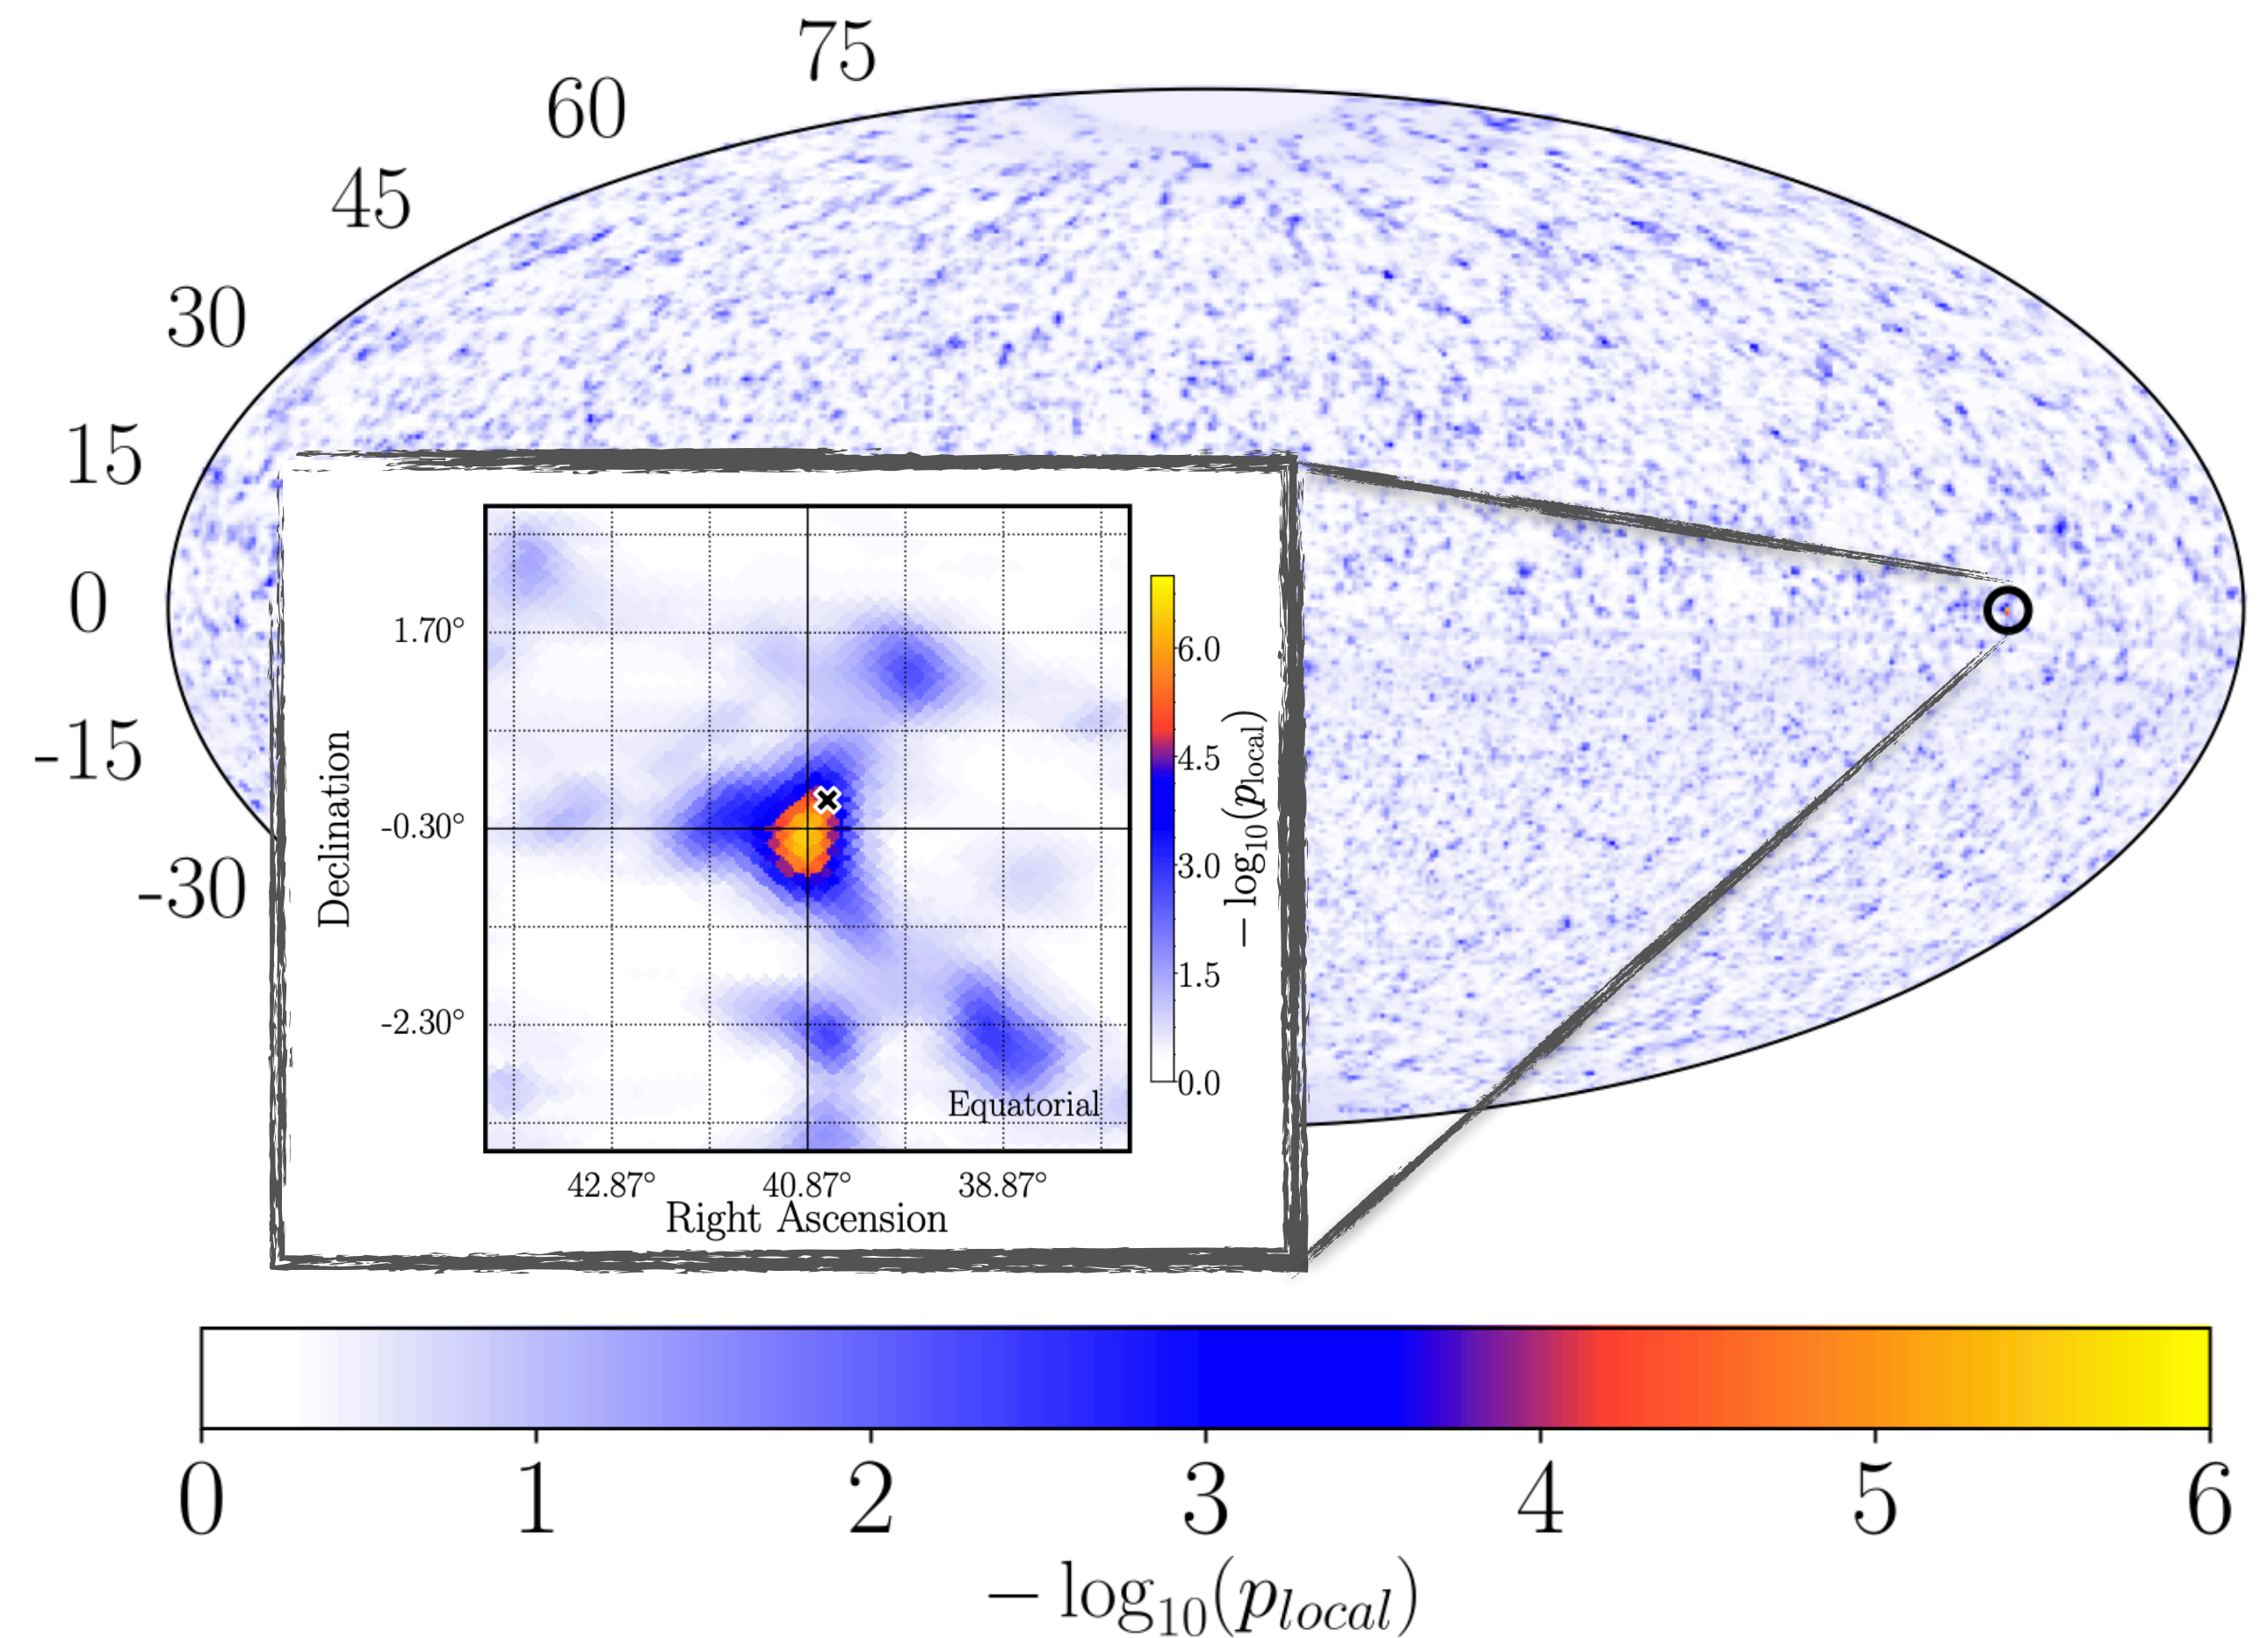 75
60
45
30
15
0
-15
-30
1.70°
-0.30°
-2.30°
Declination
42.87° 40.87° 38.87°
Right Ascension
Equatorial
6.0
4.5
3.0
1.5
0.0
− log₁₀(p_local)
0 1 2 3 4 5 6
− log₁₀(p_local)